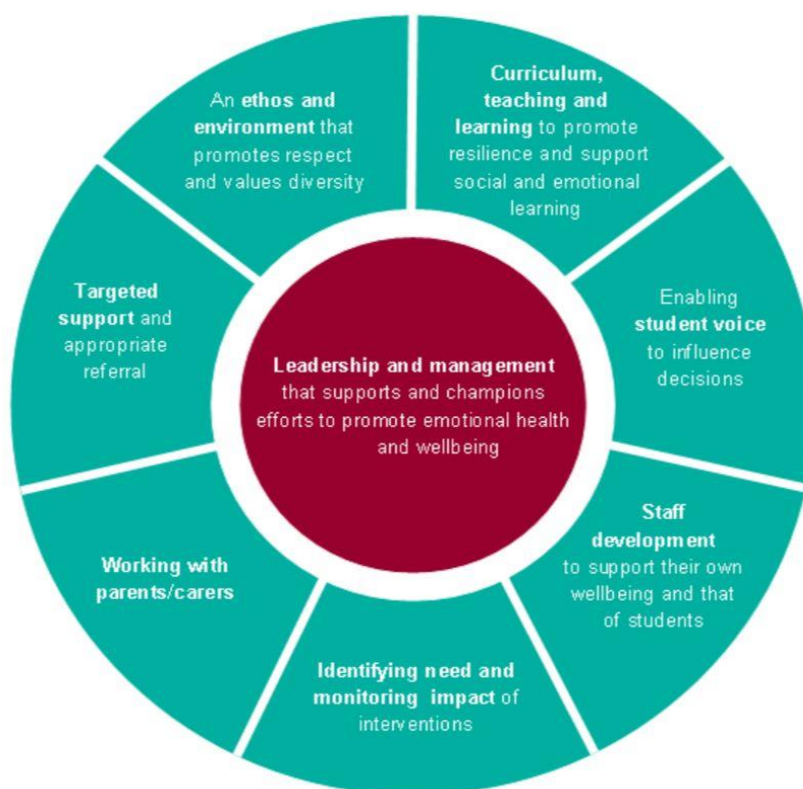 An ethos and
environment that
promotes respect
and values diversity
Curriculum,
teaching and
learning to promote
resilience and support
social and emotional
learning
Enabling
student voice
to influence
decisions
Staff
development
to support their own
wellbeing and that
of students
Identifying need and
monitoring impact of
interventions
Working with
parents/carers
Targeted
support and
appropriate
referral
Leadership and management
that supports and champions
efforts to promote emotional health
and wellbeing